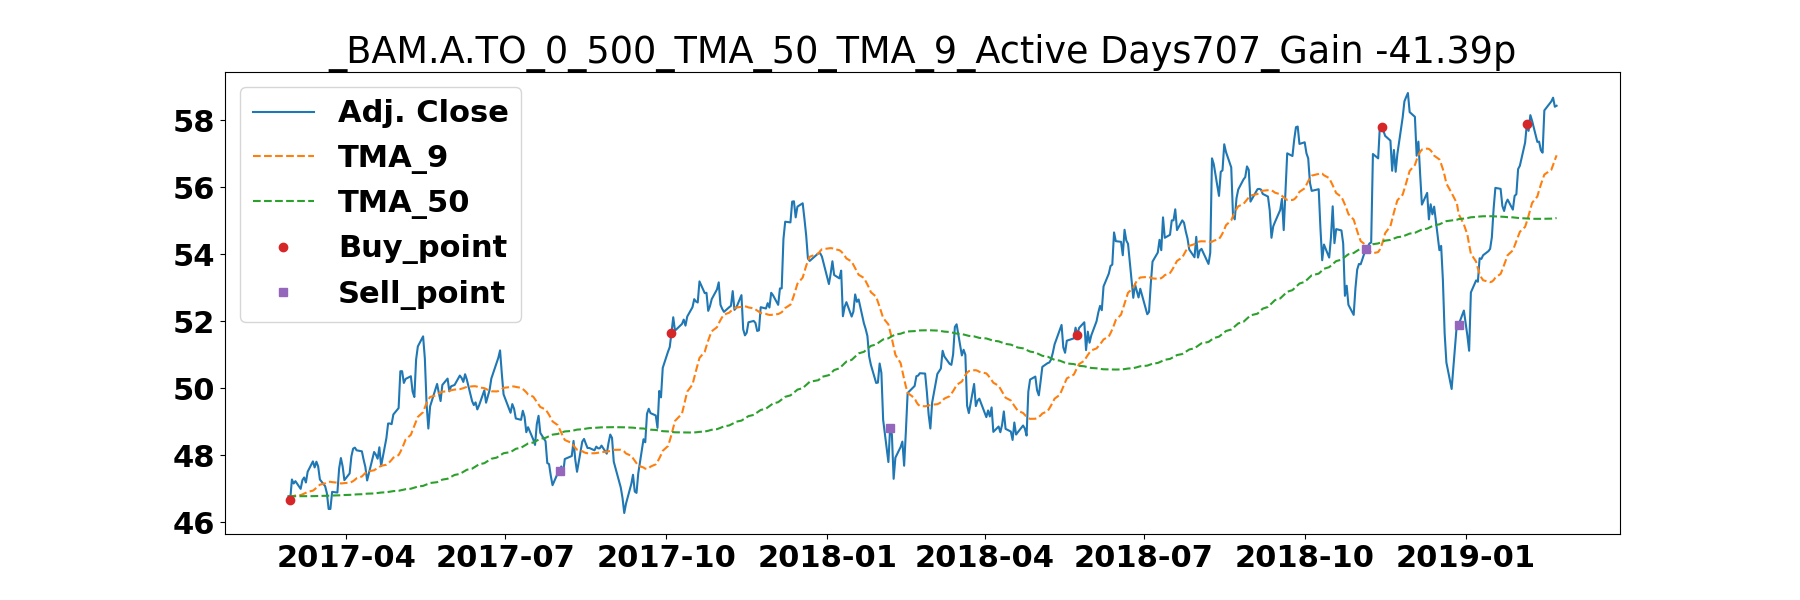 _BAM.A.TO_0_500_TMA_50_TMA_9_Active Days707_Gain -41.39p
Adj. Close
TMA_9
TMA_50
Buy_point
Sell_point
58
56
54
52
50
48
46
2017-04 2017-07 2017-10 2018-01 2018-04 2018-07 2018-10 2019-01